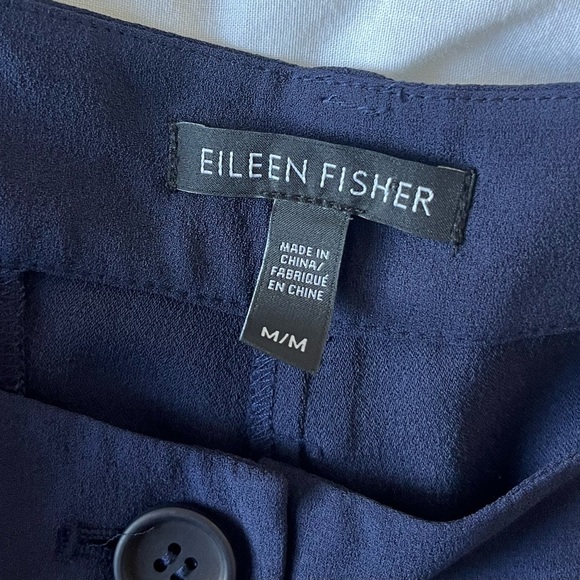 EILEEN FISHER
MADE IN
CHINA/
FABRIQUÉ
EN CHINE
M/M